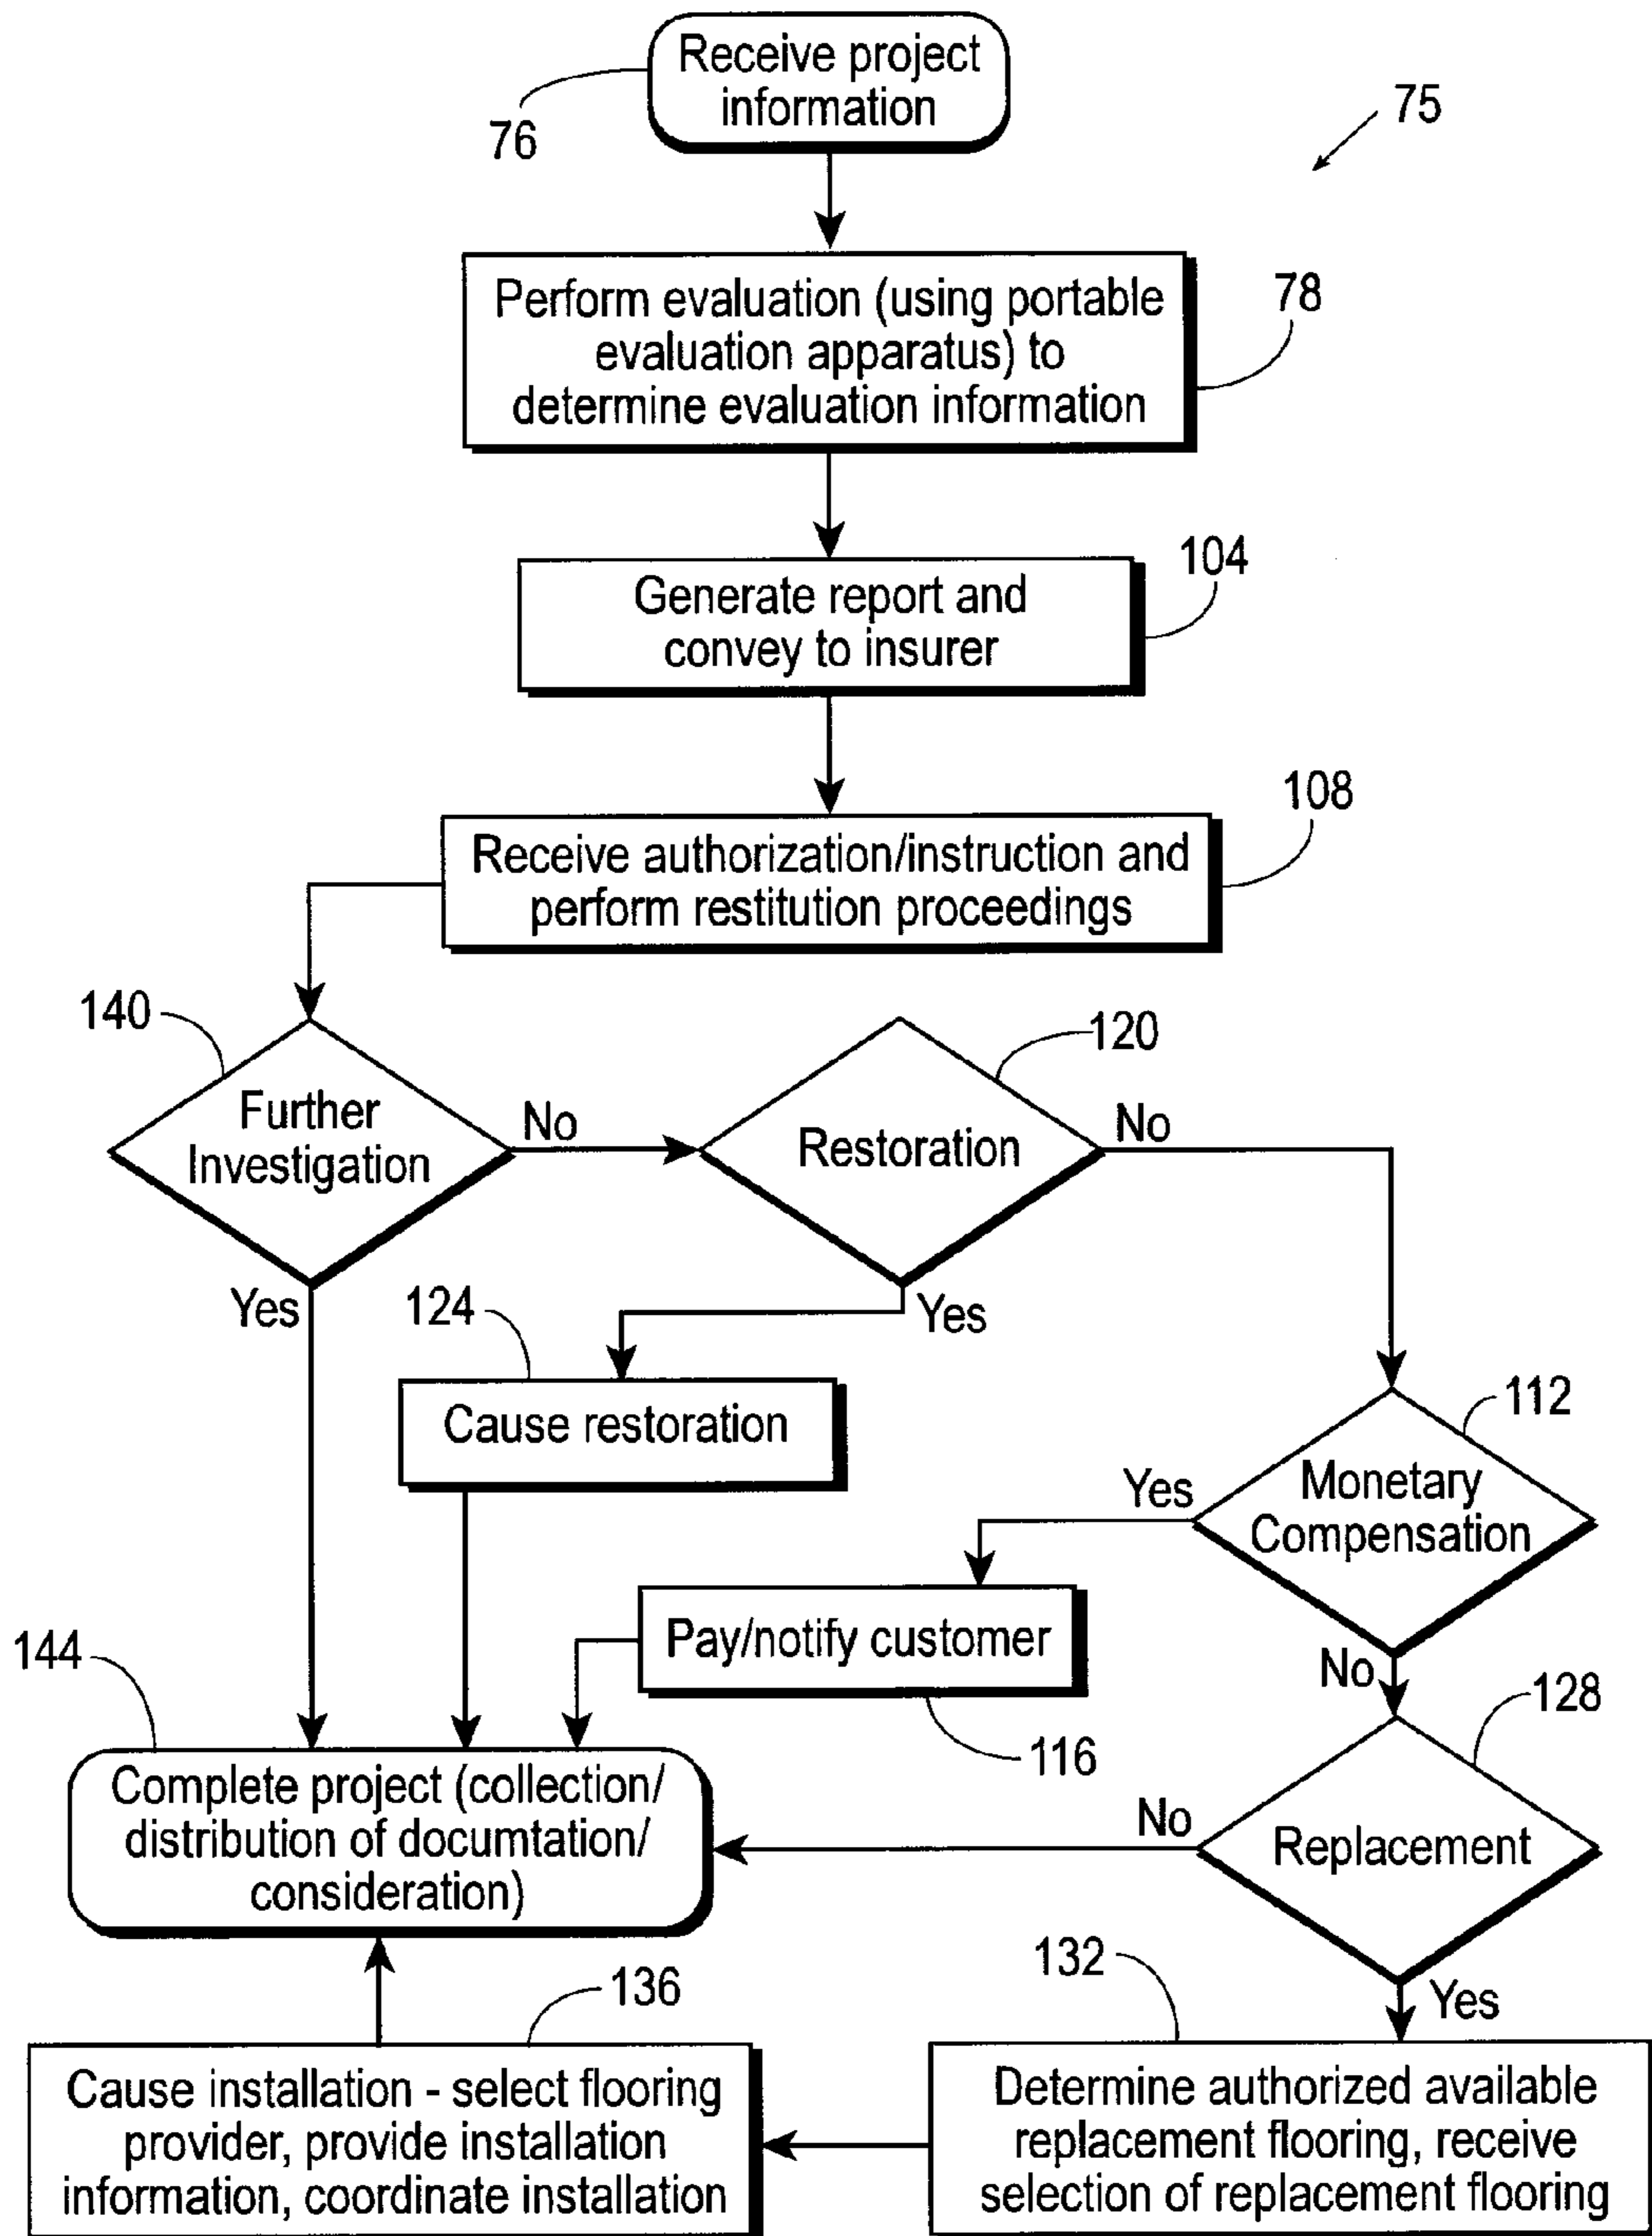 Receive project
information
76
75
Perform evaluation (using portable
evaluation apparatus) to
determine evaluation information
78
Generate report and
convey to insurer
104
Receive authorization/instruction and
perform restitution proceedings
108
140
Further
Investigation
No
Yes
120
Restoration
No
Yes
124
Cause restoration
112
Monetary
Compensation
Yes
No
Pay/notify customer
116
128
Replacement
No
Yes
144
Complete project (collection/
distribution of documtation/
consideration)
132
Determine authorized available
replacement flooring, receive
selection of replacement flooring
136
Cause installation - select flooring
provider, provide installation
information, coordinate installation